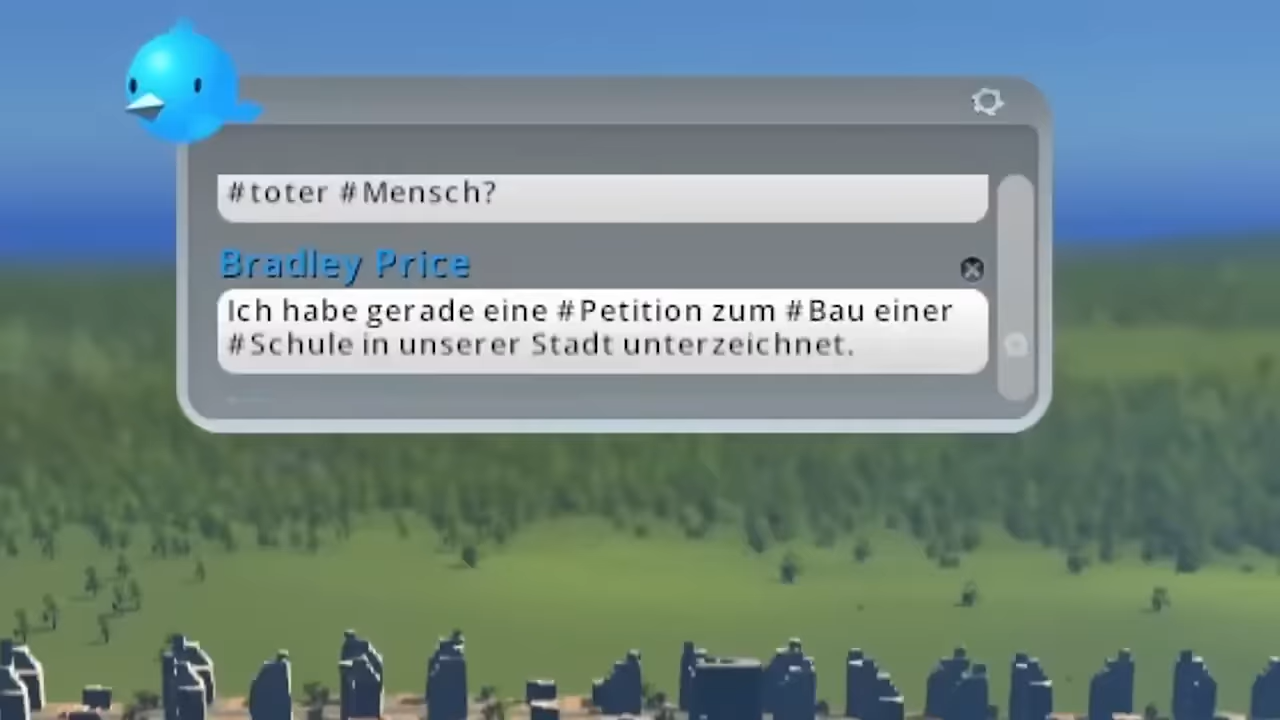 #toter #Mensch?
Bradley Price
Ich habe gerade eine #Petition zum #Bau einer
#Schule in unserer Stadt unterzeichnet.